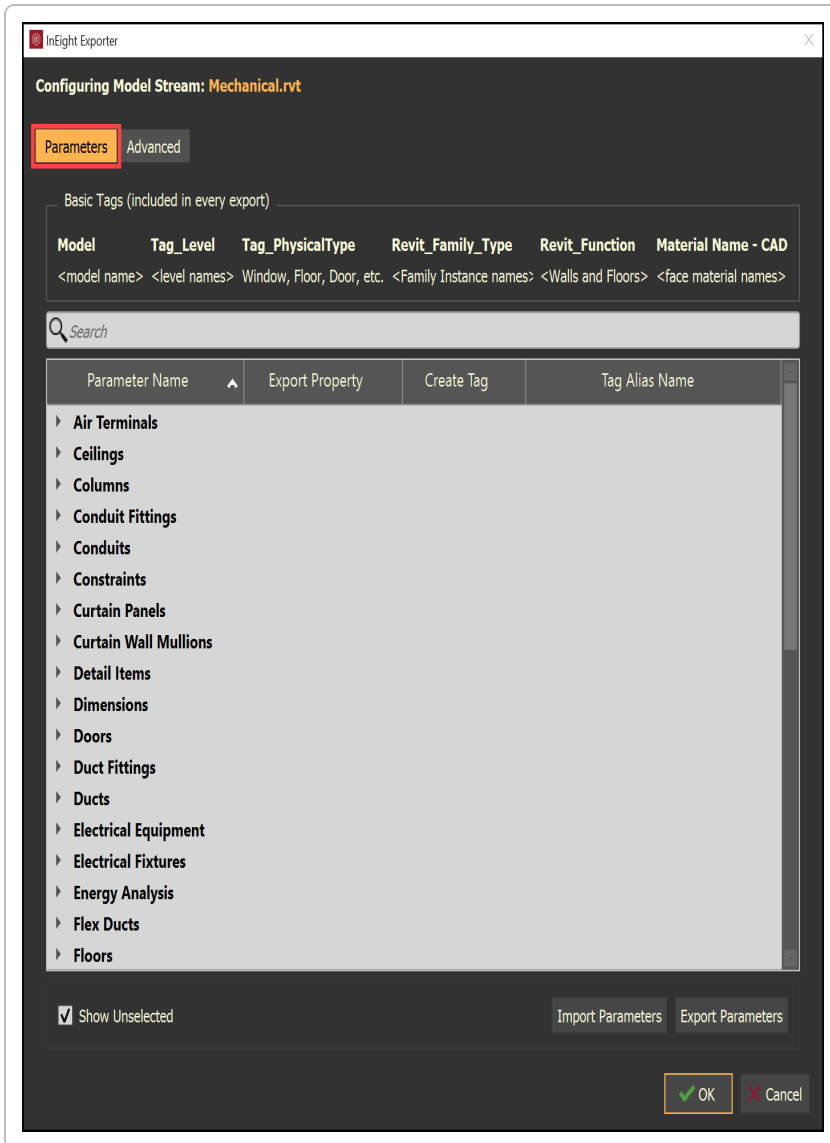 InEight Exporter
Configuring Model Stream: Mechanical.rvt
Parameters Advanced
Basic Tags (included in every export)
Model Tag_Level Tag_PhysicalType Revit_Family_Type Revit_Function Material Name - CAD
<model name> <level names> Window, Floor, Door, etc. <Family Instance names> <Walls and Floors> <face material names>
Search
Parameter Name Export Property Create Tag Tag Alias Name
Air Terminals
Ceilings
Columns
Conduit Fittings
Conduits
Constraints
Curtain Panels
Curtain Wall Mullions
Detail Items
Dimensions
Doors
Duct Fittings
Ducts
Electrical Equipment
Electrical Fixtures
Energy Analysis
Flex Ducts
Floors
Show Unselected Import Parameters Export Parameters
OK Cancel